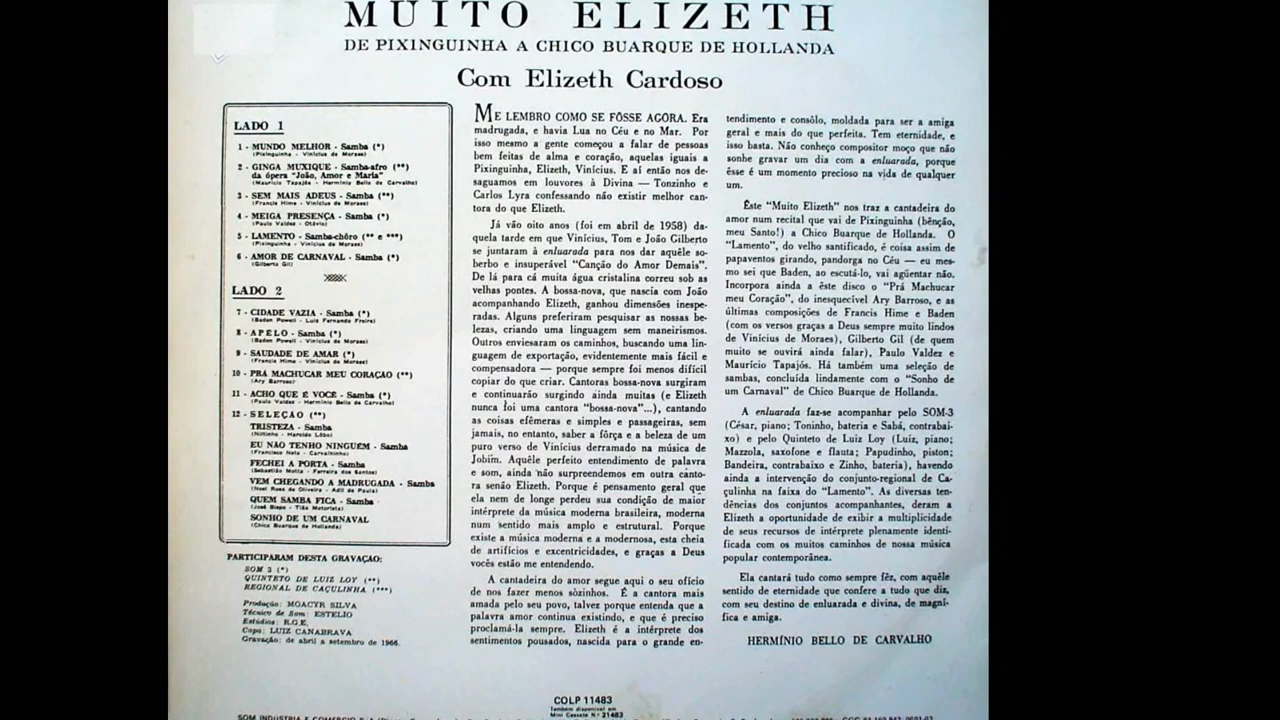 MUITO ELIZETH
DE PIXINGUINHA A CHICO BUARQUE DE HOLLANDA
Com Elizeth Cardoso
LADO 1
1 - MUNDO MELHOR - Samba (*)
(Pixinguinha - Vinícius de Moraes)
2 - GINGA MUXIQUE - Samba-afro (**)
da ópera "João, Amor e Maria"
(Maurício Tapajós - Hermínio Bello de Carvalho)
3 - SEM MAIS ADEUS - Samba (**)
(Francis Hime - Vinícius de Moraes)
4 - MEIGA PRESENÇA - Samba (*)
(Paulo Valdez - Otávio)
5 - LAMENTO - Samba-chôro (** e ***)
(Pixinguinha - Vinícius de Moraes)
6 - AMOR DE CARNAVAL - Samba (*)
(Gilberto Gil)
LADO 2
7 - CIDADE VAZIA - Samba (*)
(Baden Powell - Luiz Fernando Freire)
8 - APÊLO - Samba (*)
(Baden Powell - Vinícius de Moraes)
9 - SAUDADE DE AMAR (*)
(Francis Hime - Vinícius de Moraes)
10 - PRÁ MACHUCAR MEU CORAÇÃO (**)
(Ary Barroso)
11 - ACHO QUE É VOCÊ - Samba (*)
(Paulo Valdez - Hermínio Bello de Carvalho)
12 - SELEÇÃO (**)
TRISTEZA - Samba
(Niltinho - Haroldo Lôbo)
EU NÃO TENHO NINGUÉM - Samba
(Francisco Neto - Carvalhinho)
FECHEI A PORTA - Samba
(Sebastião Motta - Ferreira dos Santos)
VEM CHEGANDO A MADRUGADA - Samba
(Noel Rosa de Oliveira - Adil de Paula)
QUEM SAMBA FICA - Samba
(José Bispo - Tião Motorista)
SONHO DE UM CARNAVAL
(Chico Buarque de Hollanda)
PARTICIPARAM DESTA GRAVAÇÃO:
SOM 3 (*)
QUINTETO DE LUIZ LOY (**)
REGIONAL DE CAÇULINHA (***)
Produção: MOACYR SILVA
Técnico de Som: ESTELIO
Estúdios: R.G.E.
Capa: LUIZ CANABRAVA
Gravação: de abril a setembro de 1966.
ME LEMBRO COMO SE FÔSSE AGORA. Era
madrugada, e havia Lua no Céu e no Mar. Por
isso mesmo a gente começou a falar de pessoas
bem feitas de alma e coração, aquelas iguais a
Pixinguinha, Elizeth, Vinícius. E aí então nos de-
saguamos em louvores à Divina — Tonzinho e
Carlos Lyra confessando não existir melhor can-
tora do que Elizeth.
Já vão oito anos (foi em abril de 1958) da-
quela tarde em que Vinícius, Tom e João Gilberto
se juntaram à enluarada para nos dar aquêle so-
berbo e insuperável "Canção do Amor Demais".
De lá para cá muita água cristalina correu sob as
velhas pontes. A bossa-nova, que nascia com João
acompanhando Elizeth, ganhou dimensões inespe-
radas. Alguns preferiram pesquisar as nossas be-
lezas, criando uma linguagem sem maneirismos.
Outros enviesaram os caminhos, buscando uma lin-
guagem de exportação, evidentemente mais fácil e
compensadora — porque sempre foi menos difícil
copiar do que criar. Cantoras bossa-nova surgiram
e continuarão surgindo ainda muitas (e Elizeth
nunca foi uma cantora "bossa-nova"...), cantando
as coisas efêmeras e simples e passageiras, sem
jamais, no entanto, saber a fôrça e a beleza de um
puro verso de Vinícius derramado na música de
Jobim. Aquêle perfeito entendimento de palavra
e som, ainda não surpreendemos em outra canto-
ra senão Elizeth. Porque é pensamento geral que
ela nem de longe perdeu sua condição de maior
intérprete da música moderna brasileira, moderna
num sentido mais amplo e estrutural. Porque
existe a música moderna e a modernosa, esta cheia
de artifícios e excentricidades, e graças a Deus
vocês estão me entendendo.
A cantadeira do amor segue aqui o seu ofício
de nos fazer menos sòzinhos. É a cantora mais
amada pelo seu povo, talvez porque entenda que a
palavra amor continua existindo, e que é preciso
proclamá-la sempre. Elizeth é a intérprete dos
sentimentos pousados, nascida para o grande en-
tendimento e consôlo, moldada para ser a amiga
geral e mais do que perfeita. Tem eternidade, e
isso basta. Não conheço compositor moço que não
sonhe gravar um dia com a enluarada, porque
êsse é um momento precioso na vida de qualquer
um.
Êste "Muito Elizeth" nos traz a cantadeira do
amor num recital que vai de Pixinguinha (bênção,
meu Santo!) a Chico Buarque de Hollanda. O
"Lamento", do velho santificado, é coisa assim de
papaventos girando, pandorga no Céu — eu mes-
mo sei que Baden, ao escutá-lo, vai agüentar não.
Incorpora ainda a êste disco o "Prá Machucar
meu Coração", do inesquecível Ary Barroso, e as
últimas composições de Francis Hime e Baden
(com os versos graças a Deus sempre muito lindos
de Vinícius de Moraes), Gilberto Gil (de quem
muito se ouvirá ainda falar), Paulo Valdez e
Maurício Tapajós. Há também uma seleção de
sambas, concluída lindamente com o "Sonho de
um Carnaval" de Chico Buarque de Hollanda.
A enluarada faz-se acompanhar pelo SOM-3
(César, piano; Toninho, bateria e Sabá, contrabai-
xo) e pelo Quinteto de Luiz Loy (Luiz, piano;
Mazzola, saxofone e flauta; Papudinho, piston;
Bandeira, contrabaixo e Zinho, bateria), havendo
ainda a intervenção do conjunto-regional de Ca-
çulinha na faixa do "Lamento". As diversas ten-
dências dos conjuntos acompanhantes, deram a
Elizeth a oportunidade de exibir a multiplicidade
de seus recursos de intérprete plenamente identi-
ficada com os muitos caminhos de nossa música
popular contemporânea.
Ela cantará tudo como sempre fêz, com aquêle
sentido de eternidade que confere a tudo que diz,
com seu destino de enluarada e divina, de magní-
fica e amiga.
HERMÍNIO BELLO DE CARVALHO
COLP 11483
Também disponível em
Mini Cassete N.º 21483
SOM INDÚSTRIA E COMÉRCIO S/A